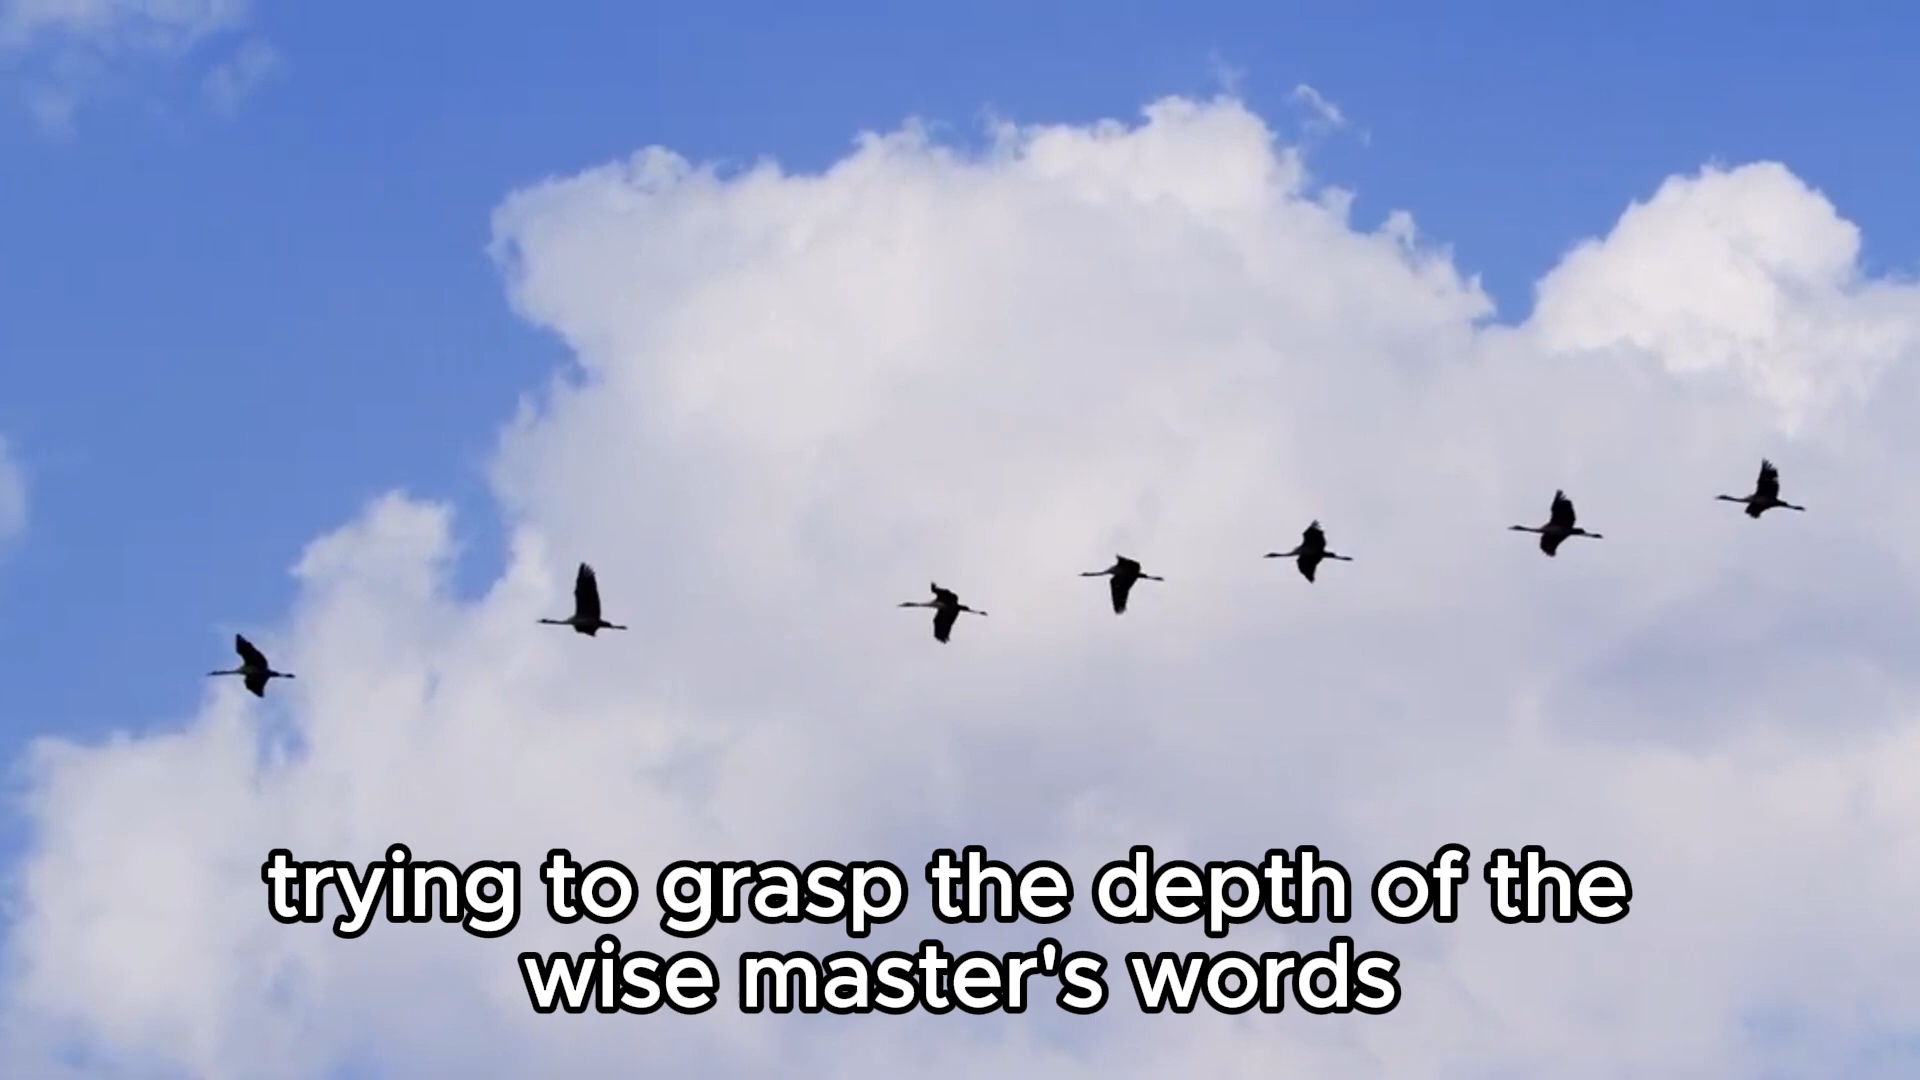 trying to grasp the depth of the
wise master's words